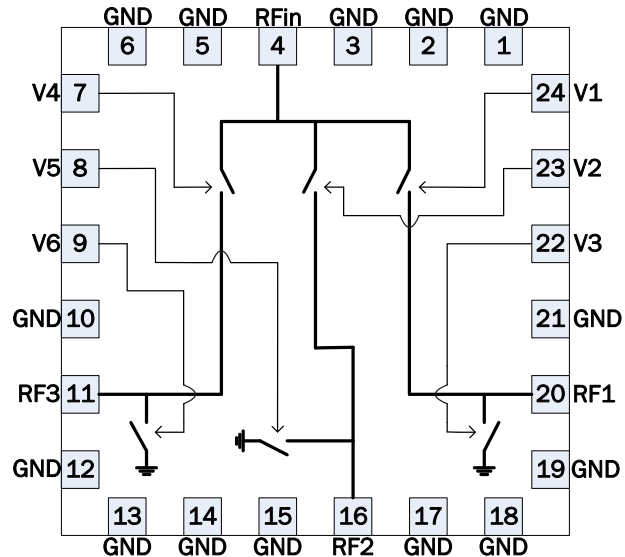 GND GND RFin GND GND GND
6 5 4 3 2 1
V4 7 24 V1
V5 8 23 V2
V6 9 22 V3
GND 10 21 GND
RF3 11 20 RF1
GND 12 19 GND
13 14 15 16 17 18
GND GND GND RF2 GND GND